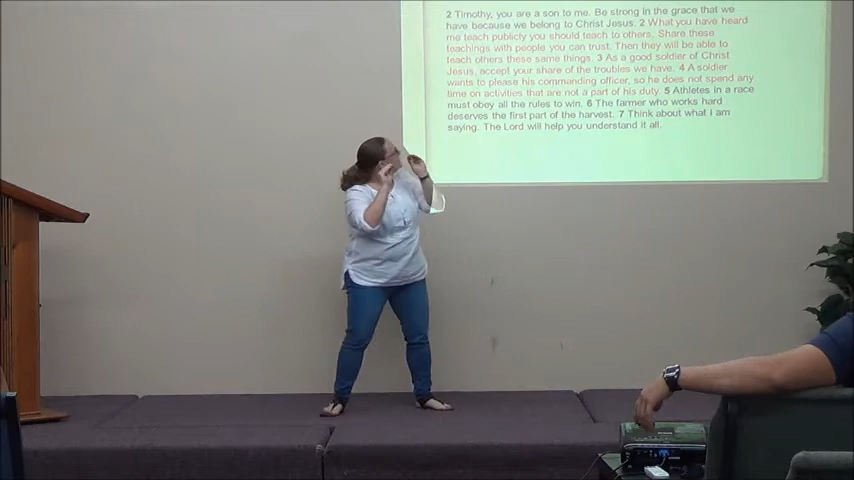 2 Timothy, you are a son to me. Be strong in the grace that we
have because we belong to Christ Jesus. 2 What you have heard
me teach publicly you should teach to others. Share these
teachings with people you can trust. Then they will be able to
teach others these same things. 3 As a good soldier of Christ
Jesus, accept your share of the troubles we have. 4 A soldier
wants to please his commanding officer, so he does not spend any
time on activities that are not a part of his duty. 5 Athletes in a race
must obey all the rules to win. 6 The farmer who works hard
deserves the first part of the harvest. 7 Think about what I am
saying. The Lord will help you understand it all.